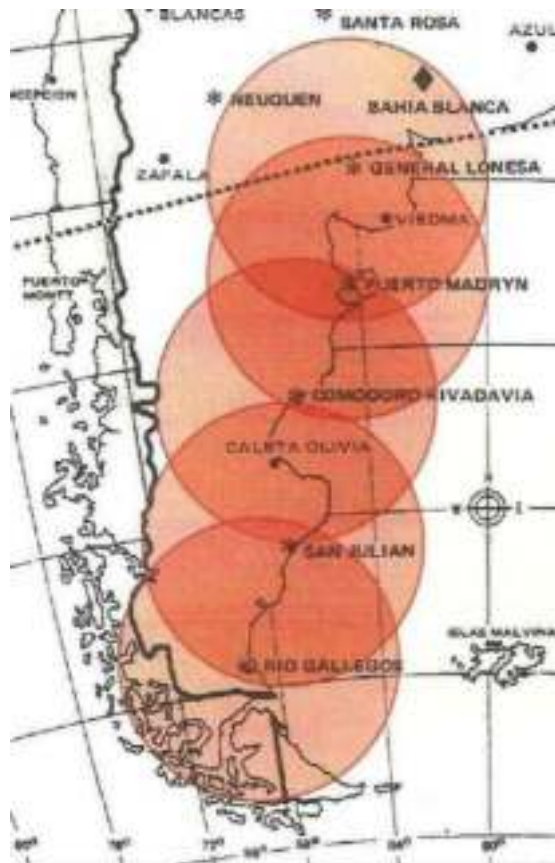 BLANCAS
SANTA ROSA
AZUL
NEUQUEN
BAHIA BLANCA
ZAPALA
GENERAL LONESA
VIEDMA
PUERTO MONTT
PUERTO MADRYN
COMODORO RIVADAVIA
CALETA OLIVIA
SAN JULIAN
ISLAS MALVINA
RIO GALLEGOS